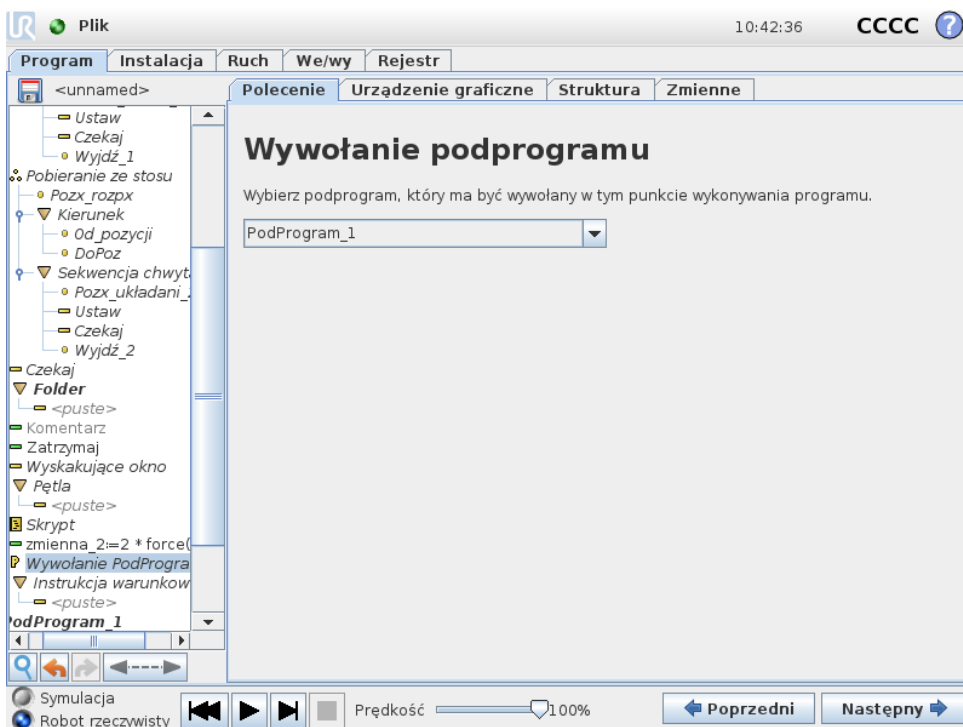 Plik 10:42:36 CCCC ?
Program Instalacja Ruch We/wy Rejestr
<unnamed>
Polecenie Urządzenie graficzne Struktura Zmienne
Ustaw
Czekaj
Wyjdź_1
Pobieranie ze stosu
Pozx_rozpx
Kierunek
Od_pozycji
DoPoz
Sekwencja chwyt
Pozx_układani_
Ustaw
Czekaj
Wyjdź_2
Czekaj
Folder
<puste>
Komentarz
Zatrzymaj
Wyskakujące okno
Pętla
<puste>
Skrypt
zmienna_2:=2 * force(
Wywołanie PodProgra
Instrukcja warunkow
<puste>
PodProgram_1
Wywołanie podprogramu
Wybierz podprogram, który ma być wywołany w tym punkcie wykonywania programu.
PodProgram_1
Symulacja
Robot rzeczywisty
Prędkość 100%
Poprzedni Następny